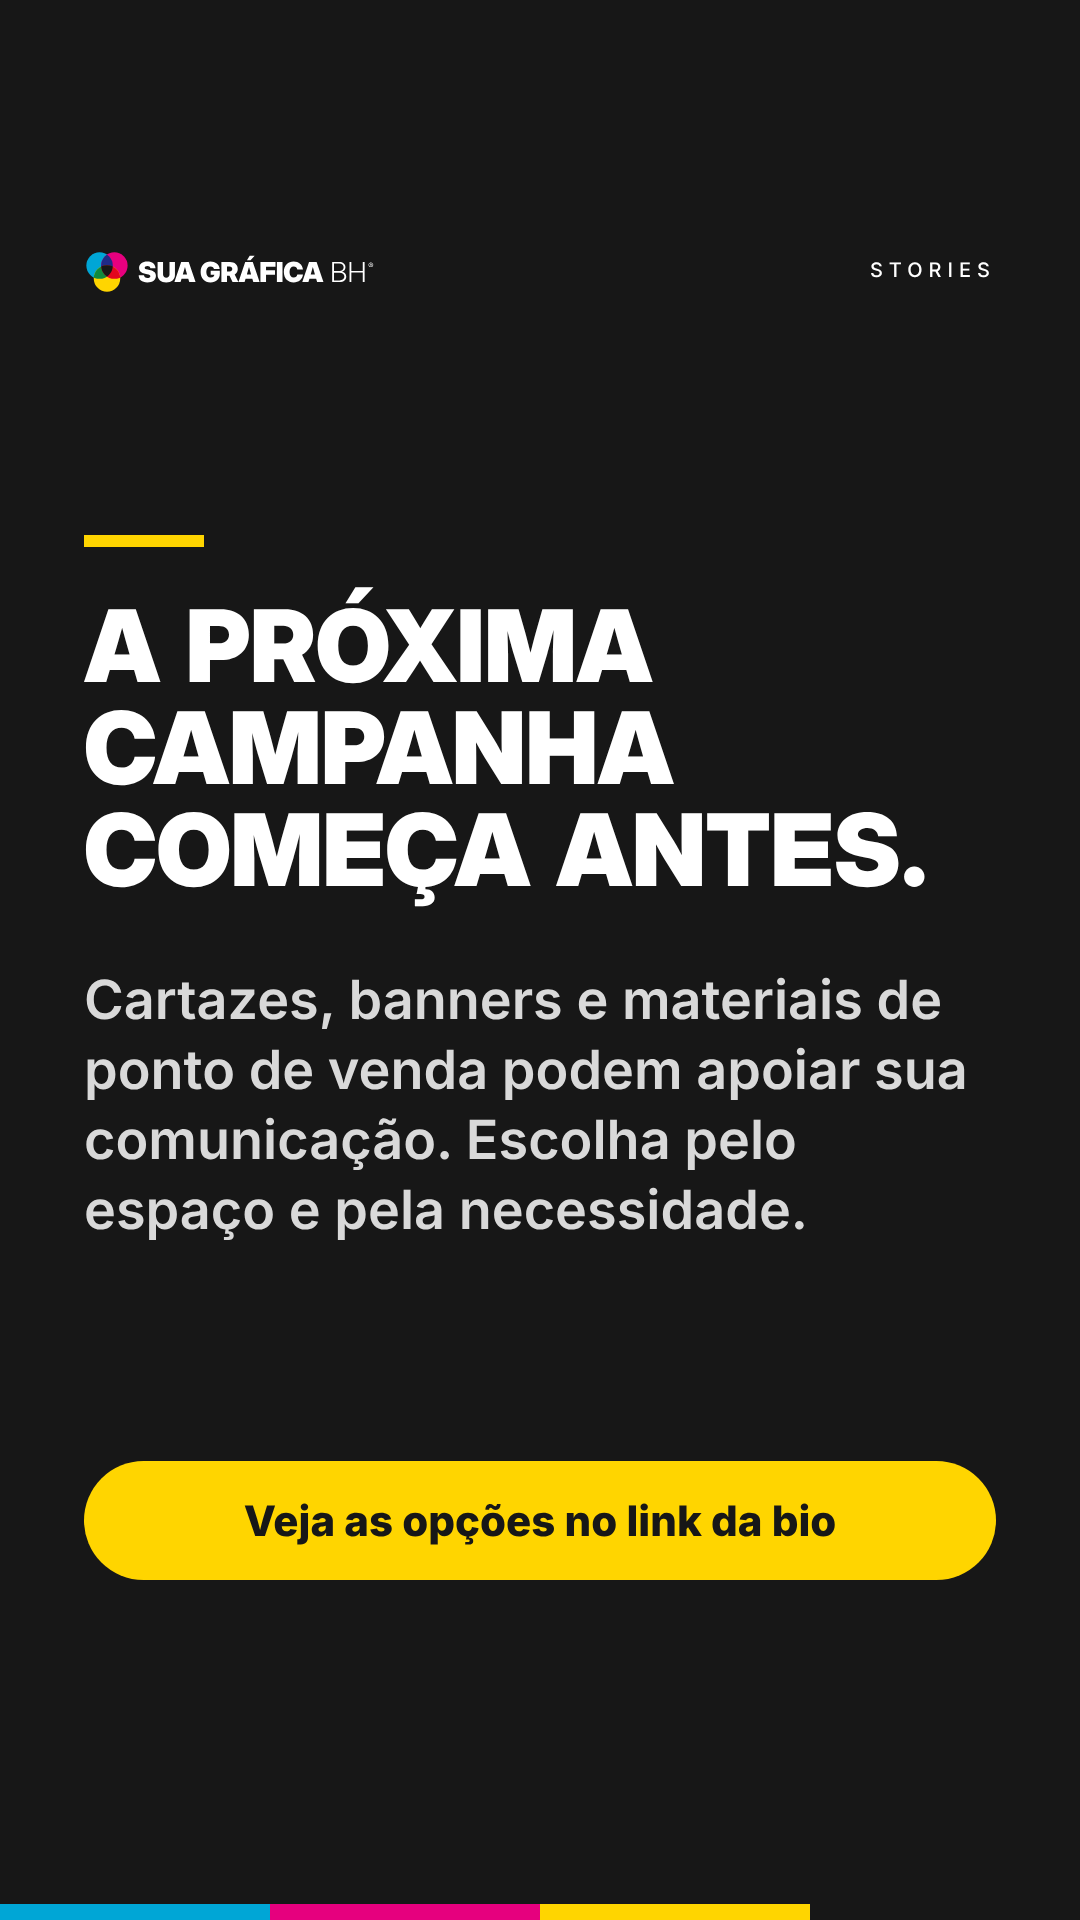 SUA GRÁFICA BH®
STORIES
A PRÓXIMA
CAMPANHA
COMEÇA ANTES.
Cartazes, banners e materiais de
ponto de venda podem apoiar sua
comunicação. Escolha pelo
espaço e pela necessidade.
Veja as opções no link da bio